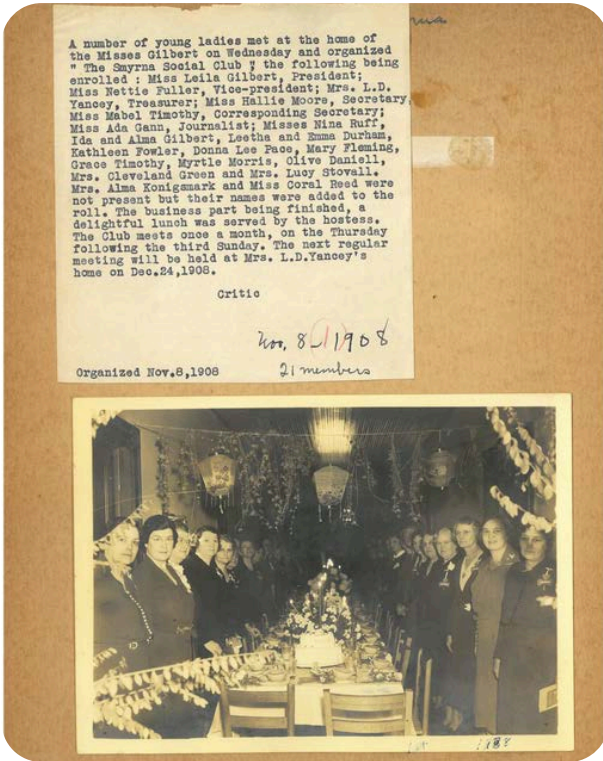 A number of young ladies met at the home of
the Misses Gilbert on Wednesday and organized
" The Smyrna Social Club " the following being
enrolled : Miss Leila Gilbert, President;
Miss Nettie Fuller, Vice-president; Mrs. L.D.
Yancey, Treasurer; Miss Hallie Moore, Secretary,
Miss Mabel Timothy, Corresponding Secretary;
Miss Ada Gann, Journalist; Misses Nina Ruff,
Ida and Alma Gilbert, Leetha and Emma Durham,
Kathleen Fowler, Donna Lee Pace, Mary Fleming,
Grace Timothy, Myrtle Morris, Olive Daniell,
Mrs. Cleveland Green and Mrs. Lucy Stovall.
Mrs. Alma Konigsmark and Miss Coral Reed were
not present but their names were added to the
roll. The business part being finished, a
delightful lunch was served by the hostess.
The Club meets once a month, on the Thursday
following the third Sunday. The next regular
meeting will be held at Mrs. L.D.Yancey's
home on Dec.24,1908.
Critic
Nov. 8 1908
Organized Nov.8,1908
21 members